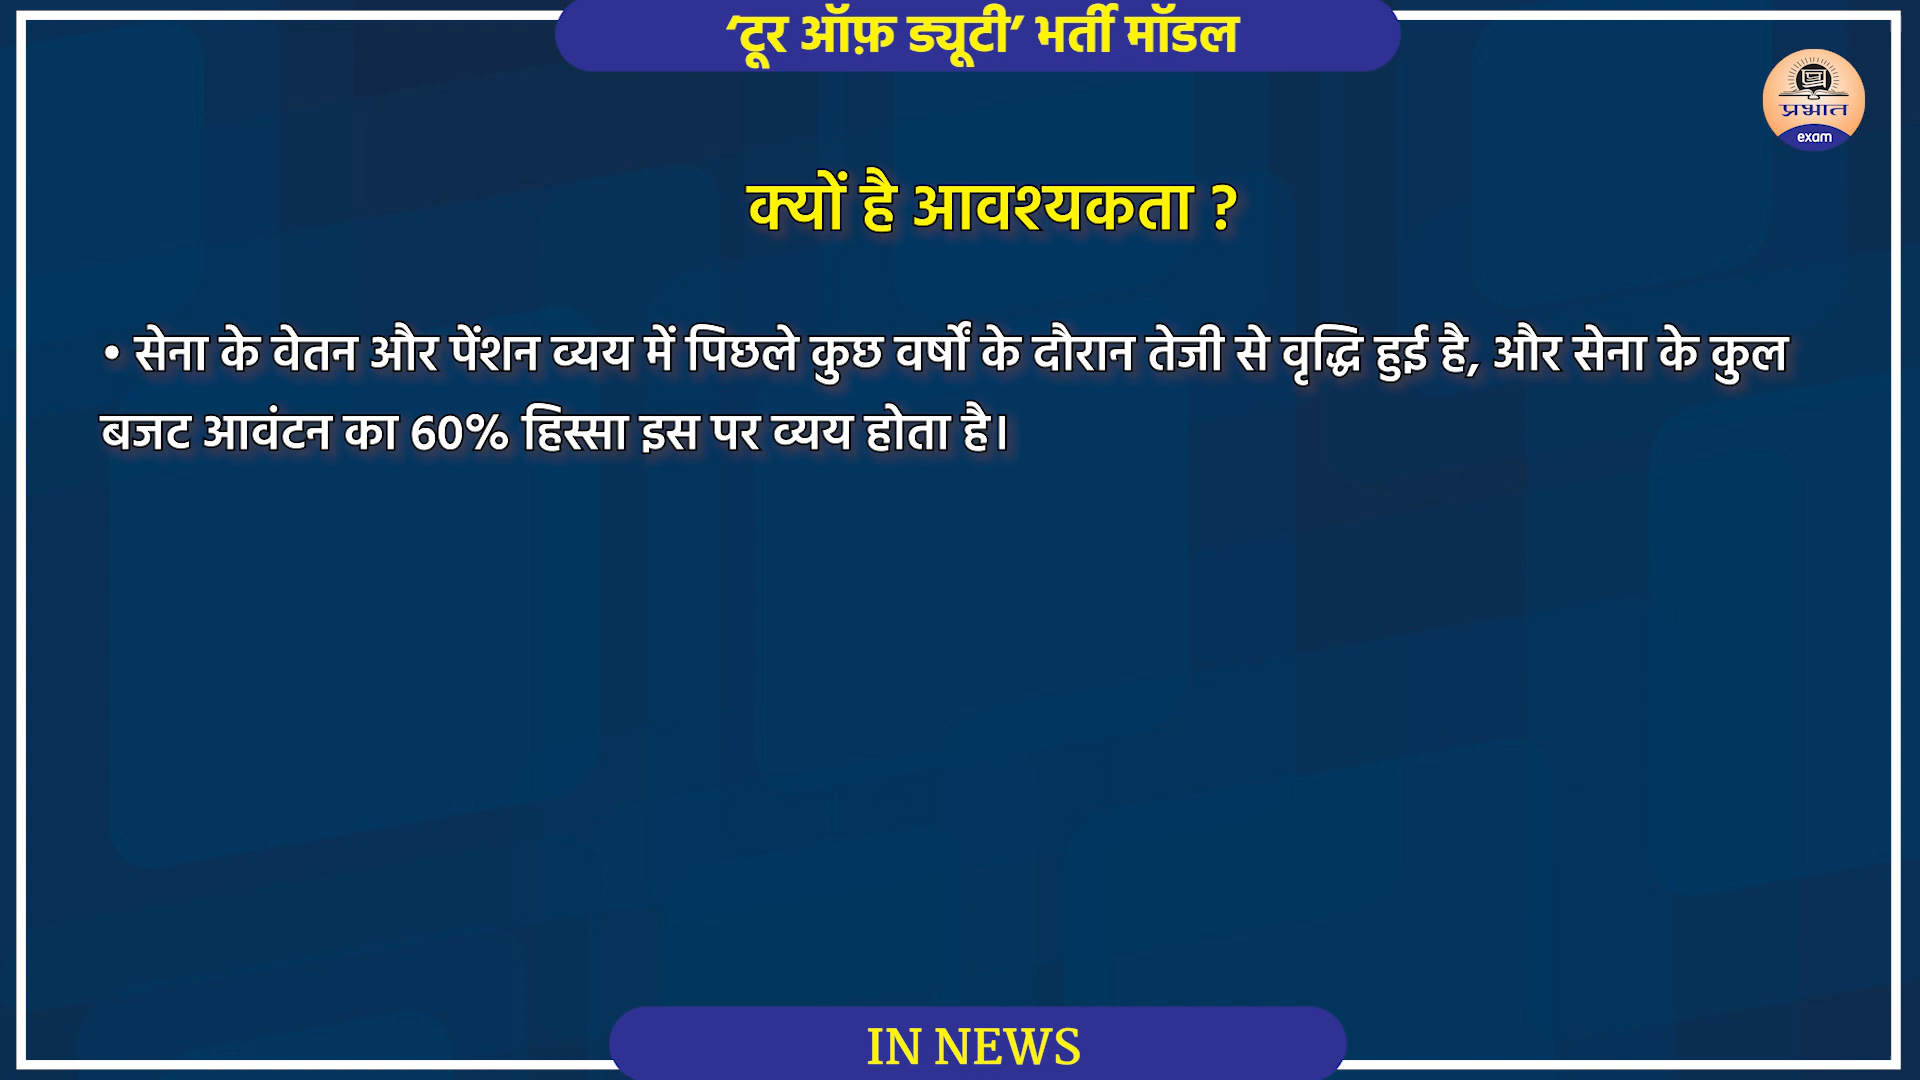 ‘टूर ऑफ़ ड्यूटी’ भर्ती मॉडल
प्रभात
exam
क्यों है आवश्यकता ?
• सेना के वेतन और पेंशन व्यय में पिछले कुछ वर्षों के दौरान तेजी से वृद्धि हुई है, और सेना के कुल
बजट आवंटन का 60% हिस्सा इस पर व्यय होता है।
IN NEWS